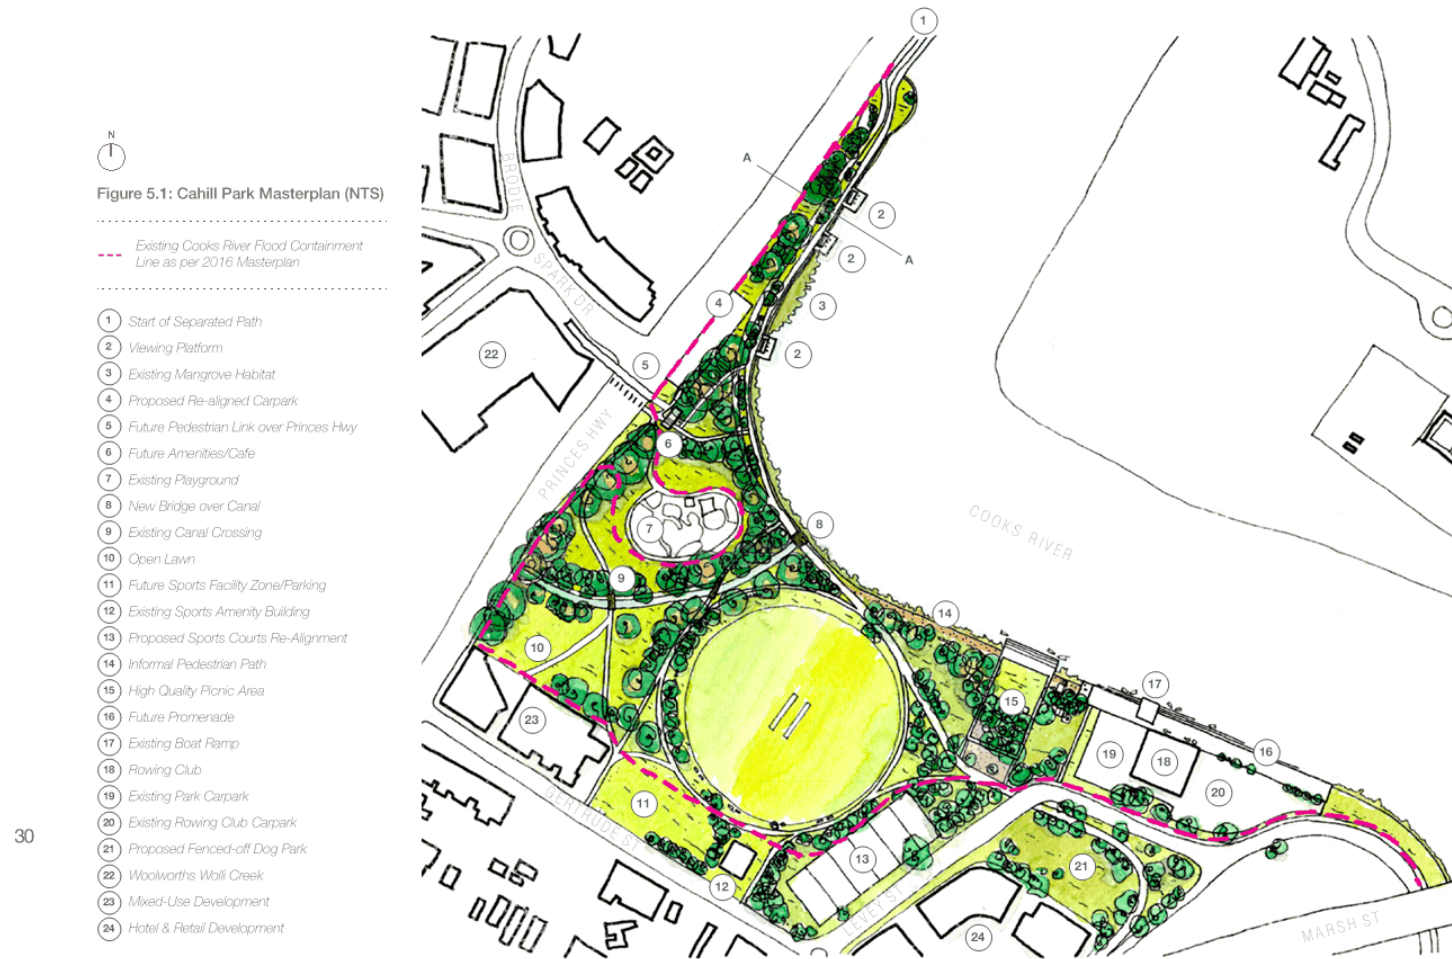 N
Figure 5.1: Cahill Park Masterplan (NTS)
Existing Cooks River Flood Containment
Line as per 2016 Masterplan
1 Start of Separated Path
2 Viewing Platform
3 Existing Mangrove Habitat
4 Proposed Re-aligned Carpark
5 Future Pedestrian Link over Princes Hwy
6 Future Amenities/Cafe
7 Existing Playground
8 New Bridge over Canal
9 Existing Canal Crossing
10 Open Lawn
11 Future Sports Facility Zone/Parking
12 Existing Sports Amenity Building
13 Proposed Sports Courts Re-Alignment
14 Informal Pedestrian Path
15 High Quality Picnic Area
16 Future Promenade
17 Existing Boat Ramp
18 Rowing Club
19 Existing Park Carpark
20 Existing Rowing Club Carpark
21 Proposed Fenced-off Dog Park
22 Woolworths Wolli Creek
23 Mixed-Use Development
24 Hotel & Retail Development
30
1
A
2
2
A
3
4
2
5
22
6
7
8
9
10
11
12
13
14
15
16
17
18
19
20
21
23
24
BRODIE
SPARK DR
PRINCES HWY
COOKS RIVER
GERTRUDE ST
LEVEY ST
MARSH ST